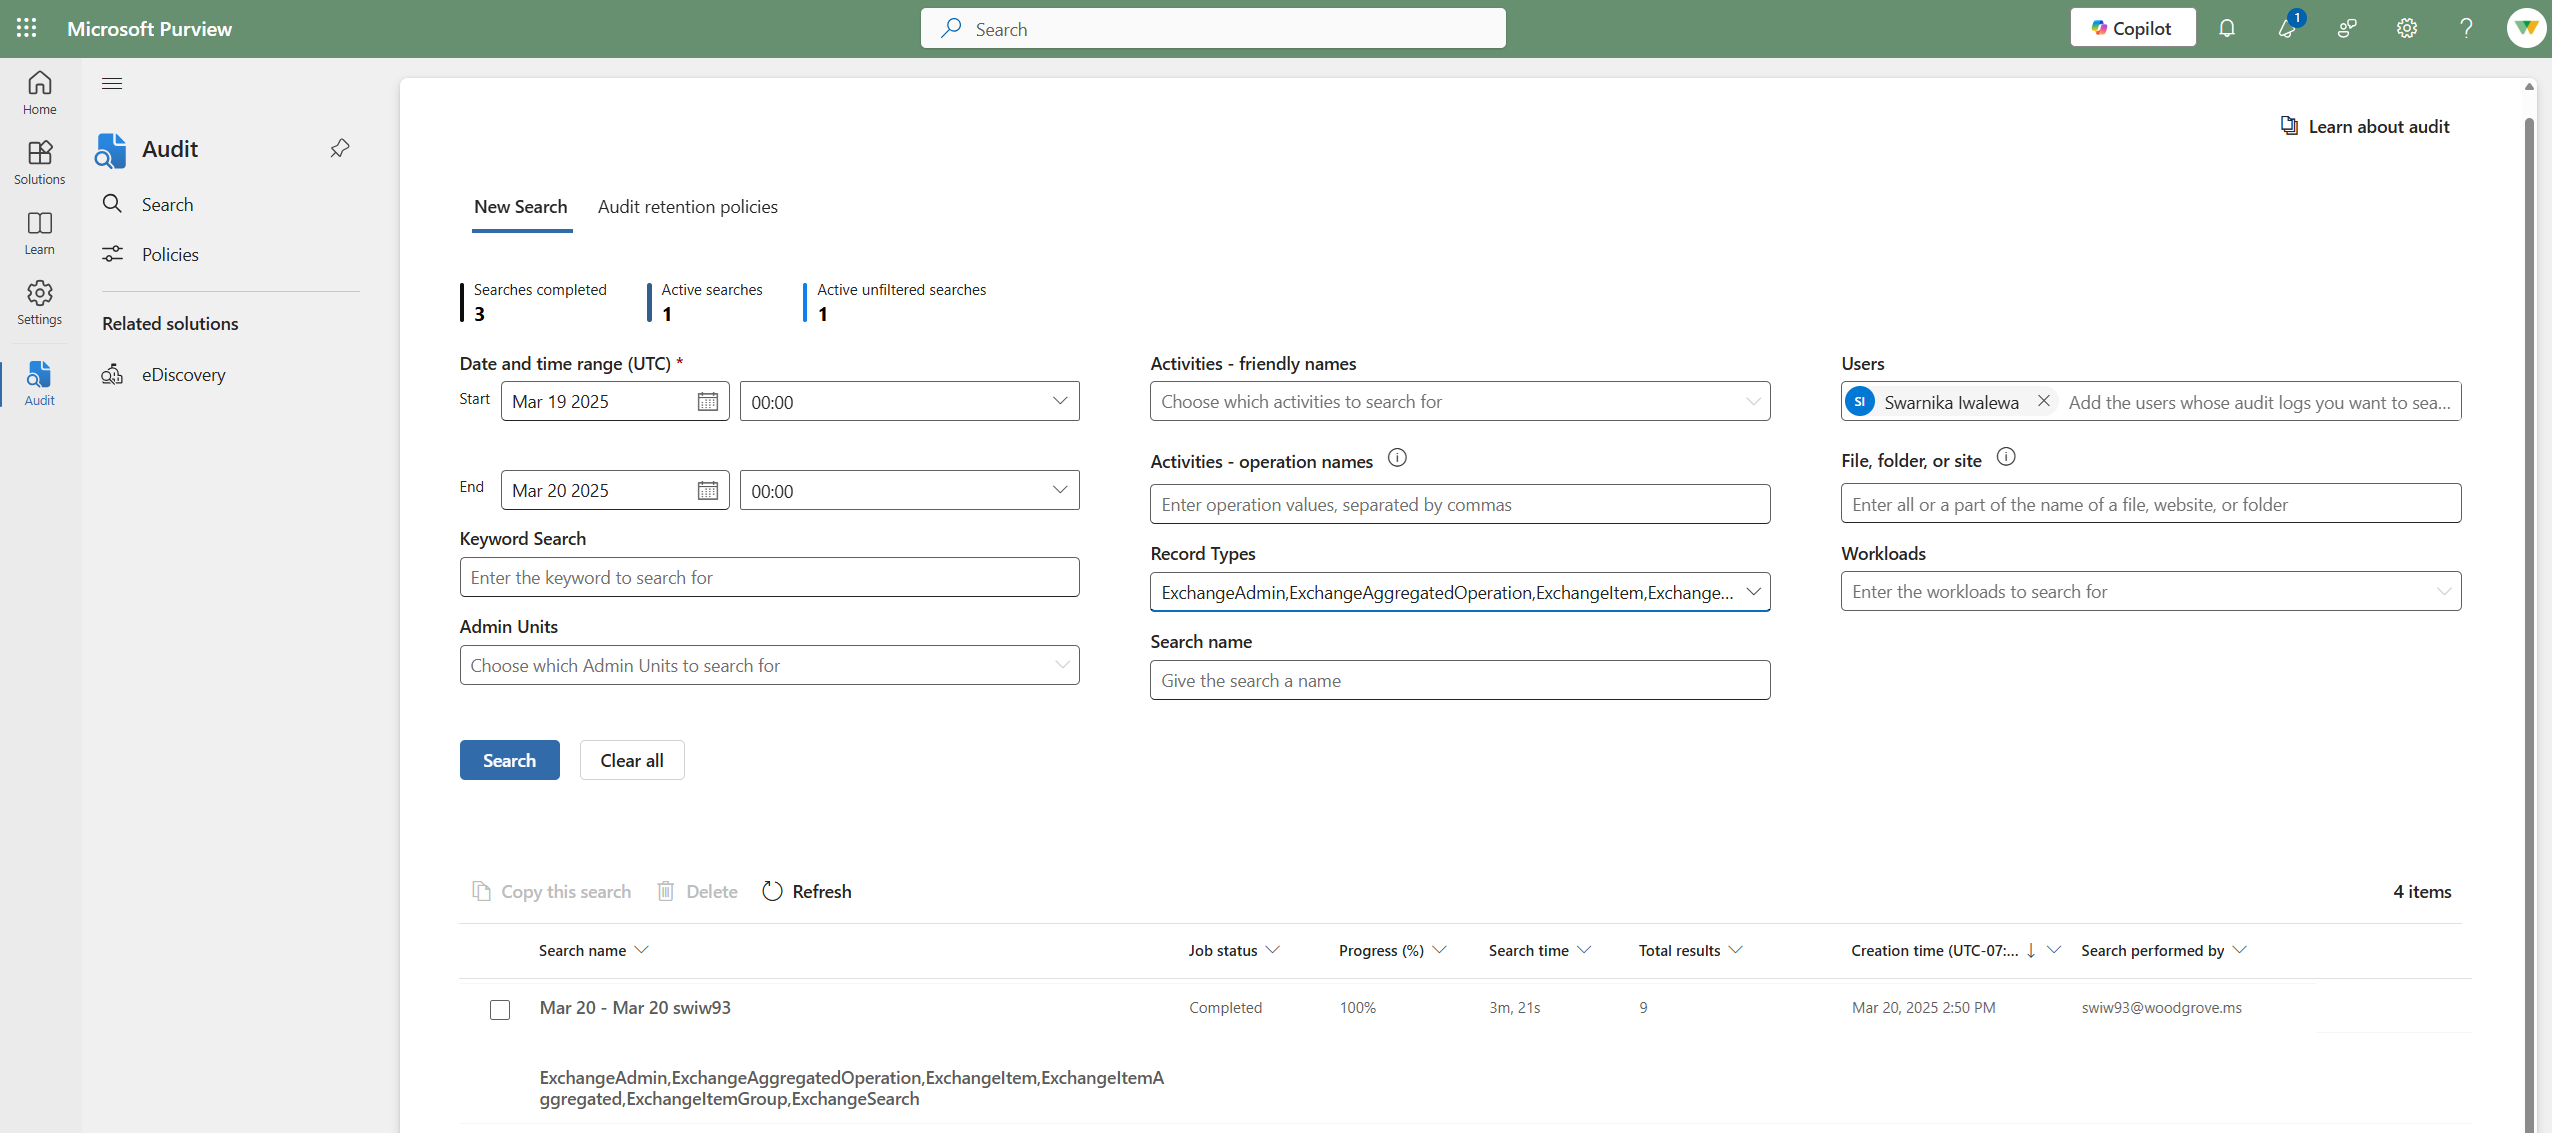 Microsoft Purview
Search
Copilot
1
Home
Solutions
Learn
Settings
Audit
Audit
Search
Policies
Related solutions
eDiscovery
Learn about audit
New Search
Audit retention policies
Searches completed
3
Active searches
1
Active unfiltered searches
1
Date and time range (UTC) *
Start
Mar 19 2025
00:00
End
Mar 20 2025
00:00
Keyword Search
Enter the keyword to search for
Admin Units
Choose which Admin Units to search for
Activities - friendly names
Choose which activities to search for
Activities - operation names
Enter operation values, separated by commas
Record Types
ExchangeAdmin,ExchangeAggregatedOperation,ExchangeItem,Exchange...
Search name
Give the search a name
Users
SI
Swarnika Iwalewa
Add the users whose audit logs you want to sea...
File, folder, or site
Enter all or a part of the name of a file, website, or folder
Workloads
Enter the workloads to search for
Search
Clear all
Copy this search
Delete
Refresh
4 items
Search name
Job status
Progress (%)
Search time
Total results
Creation time (UTC-07:...
Search performed by
Mar 20 - Mar 20 swiw93
Completed
100%
3m, 21s
9
Mar 20, 2025 2:50 PM
swiw93@woodgrove.ms
ExchangeAdmin,ExchangeAggregatedOperation,ExchangeItem,ExchangeItemA
ggregated,ExchangeItemGroup,ExchangeSearch